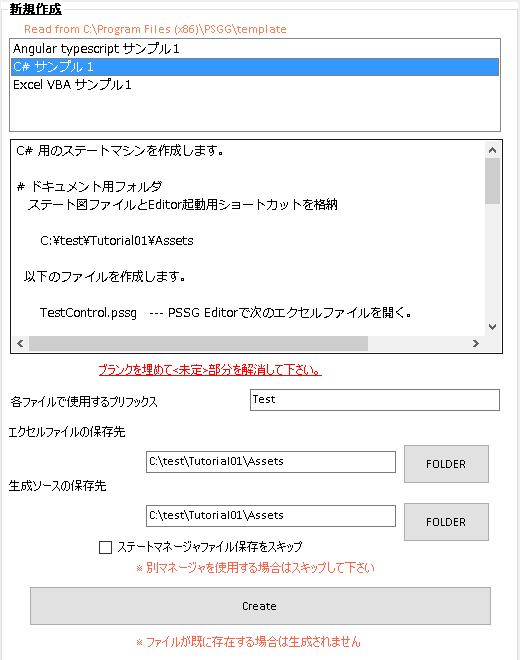 新規作成
Read from C:\Program Files (x86)\PSGG\template
Angular typescript サンプル1
C# サンプル 1
Excel VBA サンプル1
C# 用のステートマシンを作成します。
# ドキュメント用フォルダ
ステート図ファイルとEditor起動用ショートカットを格納
C:¥test¥Tutorial01¥Assets
以下のファイルを作成します。
TestControl.pssg --- PSSG Editorで次のエクセルファイルを開く。
ブランクを埋めて<未定>部分を解消して下さい。
各ファイルで使用するプリフックス
Test
エクセルファイルの保存先
C:\test\Tutorial01\Assets
FOLDER
生成ソースの保存先
C:\test\Tutorial01\Assets
FOLDER
ステートマネージャファイル保存をスキップ
※ 別マネージャを使用する場合はスキップして下さい
Create
※ ファイルが既に存在する場合は生成されません